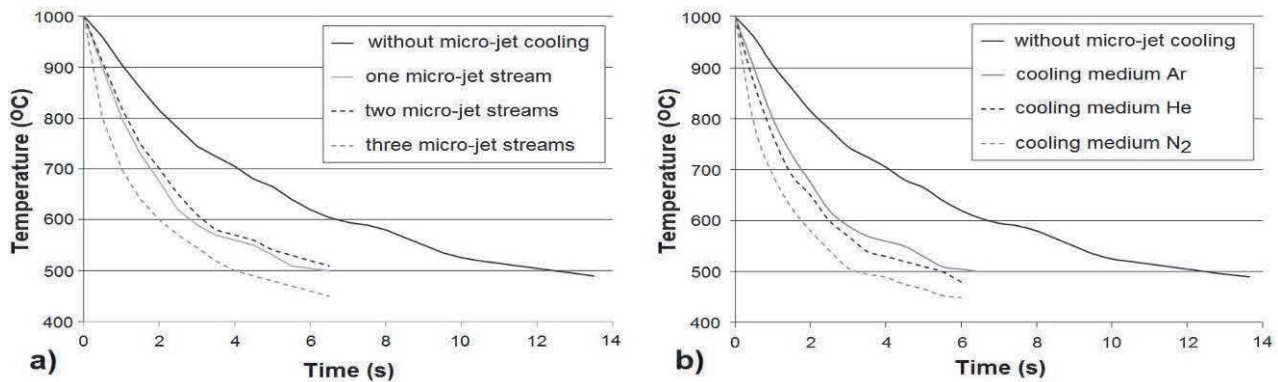 1000
900
800
700
600
500
400
Temperature (ºC)
without micro-jet cooling
one micro-jet stream
two micro-jet streams
three micro-jet streams
0 2 4 6 8 10 12 14
a) Time (s)
1000
900
800
700
600
500
400
Temperature (ºC)
without micro-jet cooling
cooling medium Ar
cooling medium He
cooling medium N2
0 2 4 6 8 10 12 14
b) Time (s)